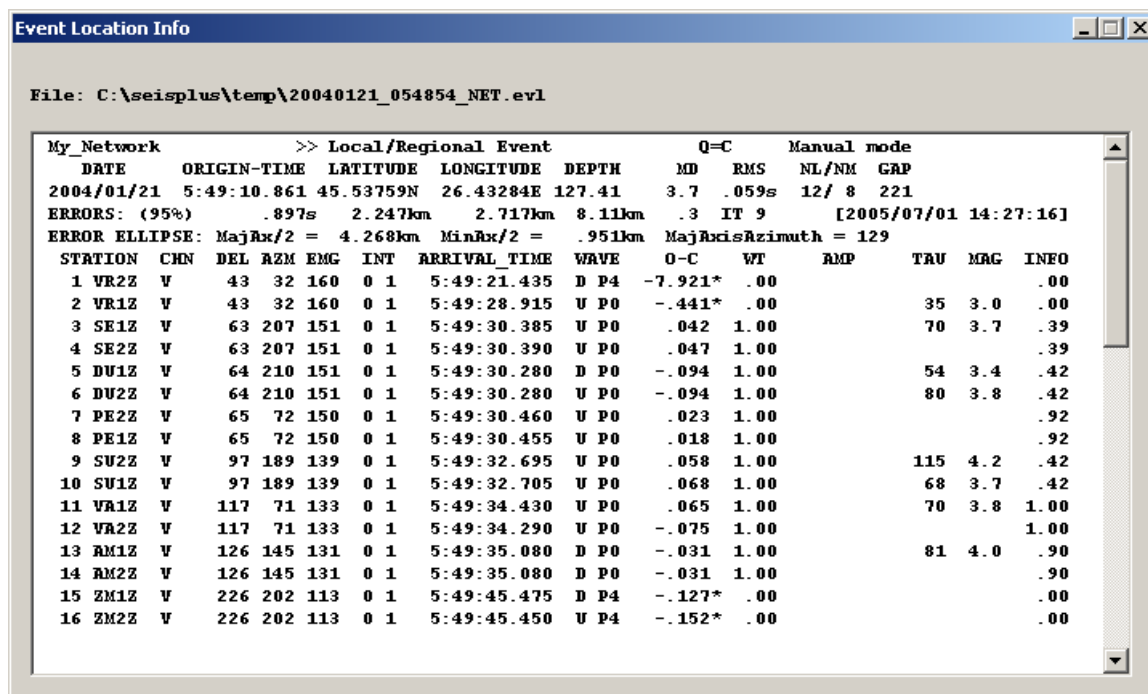 Event Location Info
File: C:\seisplus\temp\20040121_054854_NET.evl
My_Network >> Local/Regional Event Q=C Manual mode
DATE ORIGIN-TIME LATITUDE LONGITUDE DEPTH MD RMS NL/NM GAP
2004/01/21 5:49:10.861 45.53759N 26.43284E 127.41 3.7 .059s 12/ 8 221
ERRORS: (95%) .897s 2.247km 2.717km 8.11km .3 IT 9 [2005/07/01 14:27:16]
ERROR ELLIPSE: MajAx/2 = 4.268km MinAx/2 = .951km MajAxisAzimuth = 129
STATION CHN DEL AZM EMG INT ARRIVAL_TIME WAVE O-C WT AMP TAU MAG INFO
1 VR2Z V 43 32 160 0 1 5:49:21.435 D P4 -7.921* .00 .00
2 VR1Z V 43 32 160 0 1 5:49:28.915 U P0 -.441* .00 35 3.0 .00
3 SE1Z V 63 207 151 0 1 5:49:30.385 U P0 .042 1.00 70 3.7 .39
4 SE2Z V 63 207 151 0 1 5:49:30.390 U P0 .047 1.00 .39
5 DU1Z V 64 210 151 0 1 5:49:30.280 D P0 -.094 1.00 54 3.4 .42
6 DU2Z V 64 210 151 0 1 5:49:30.280 U P0 -.094 1.00 80 3.8 .42
7 PE2Z V 65 72 150 0 1 5:49:30.460 U P0 .023 1.00 .92
8 PE1Z V 65 72 150 0 1 5:49:30.455 U P0 .018 1.00 .92
9 SU2Z V 97 189 139 0 1 5:49:32.695 U P0 .058 1.00 115 4.2 .42
10 SU1Z V 97 189 139 0 1 5:49:32.705 U P0 .068 1.00 68 3.7 .42
11 VA1Z V 117 71 133 0 1 5:49:34.430 U P0 .065 1.00 70 3.8 1.00
12 VA2Z V 117 71 133 0 1 5:49:34.290 U P0 -.075 1.00 1.00
13 AM1Z V 126 145 131 0 1 5:49:35.080 D P0 -.031 1.00 81 4.0 .90
14 AM2Z V 126 145 131 0 1 5:49:35.080 D P0 -.031 1.00 .90
15 ZM1Z V 226 202 113 0 1 5:49:45.475 D P4 -.127* .00 .00
16 ZM2Z V 226 202 113 0 1 5:49:45.450 U P4 -.152* .00 .00